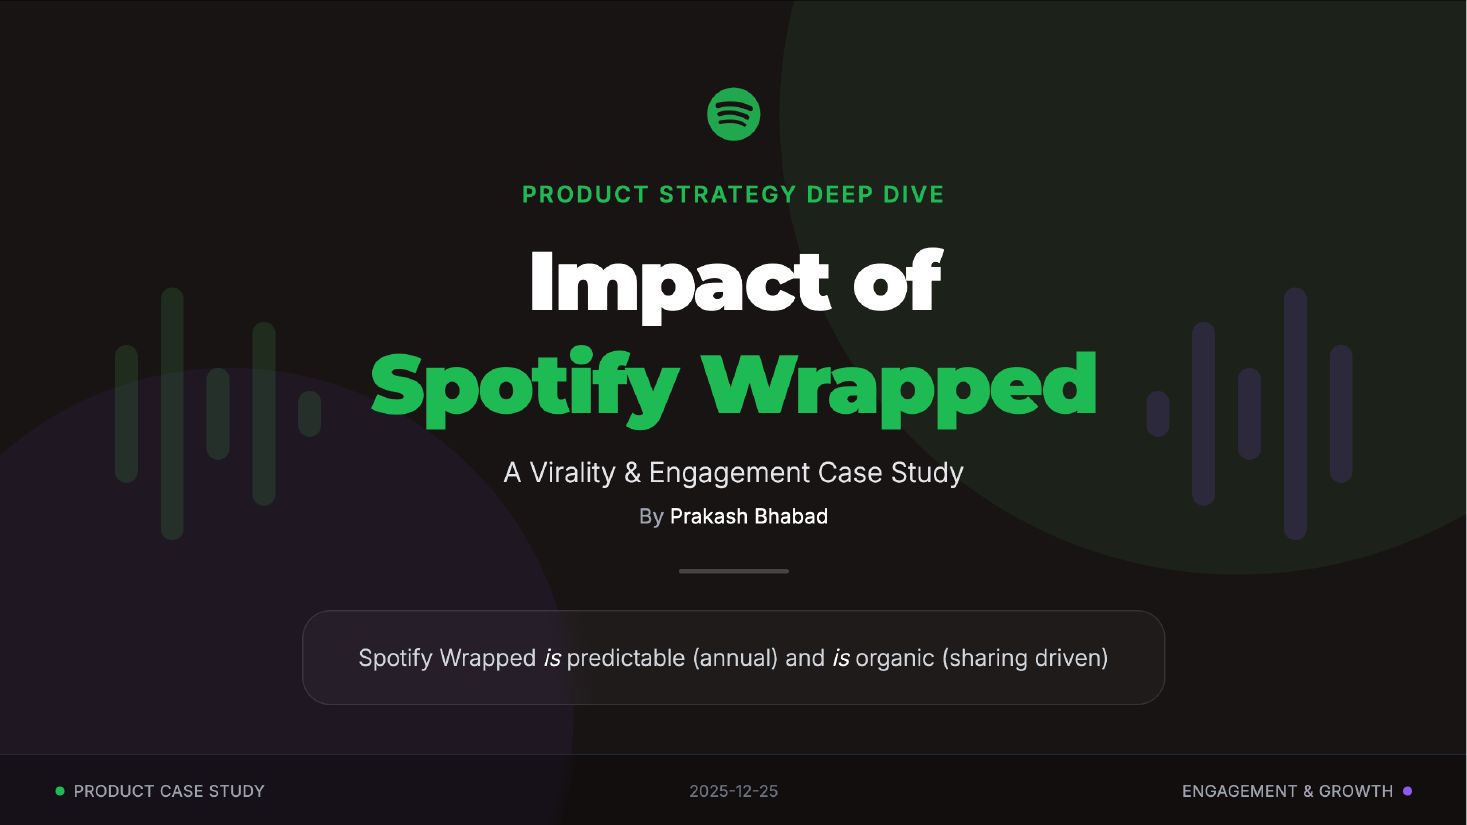 PRODUCT STRATEGY DEEP DIVE
Impact of
Spotify Wrapped
A Virality & Engagement Case Study
By Prakash Bhabad
Spotify Wrapped is predictable (annual) and is organic (sharing driven)
PRODUCT CASE STUDY
2025-12-25
ENGAGEMENT & GROWTH